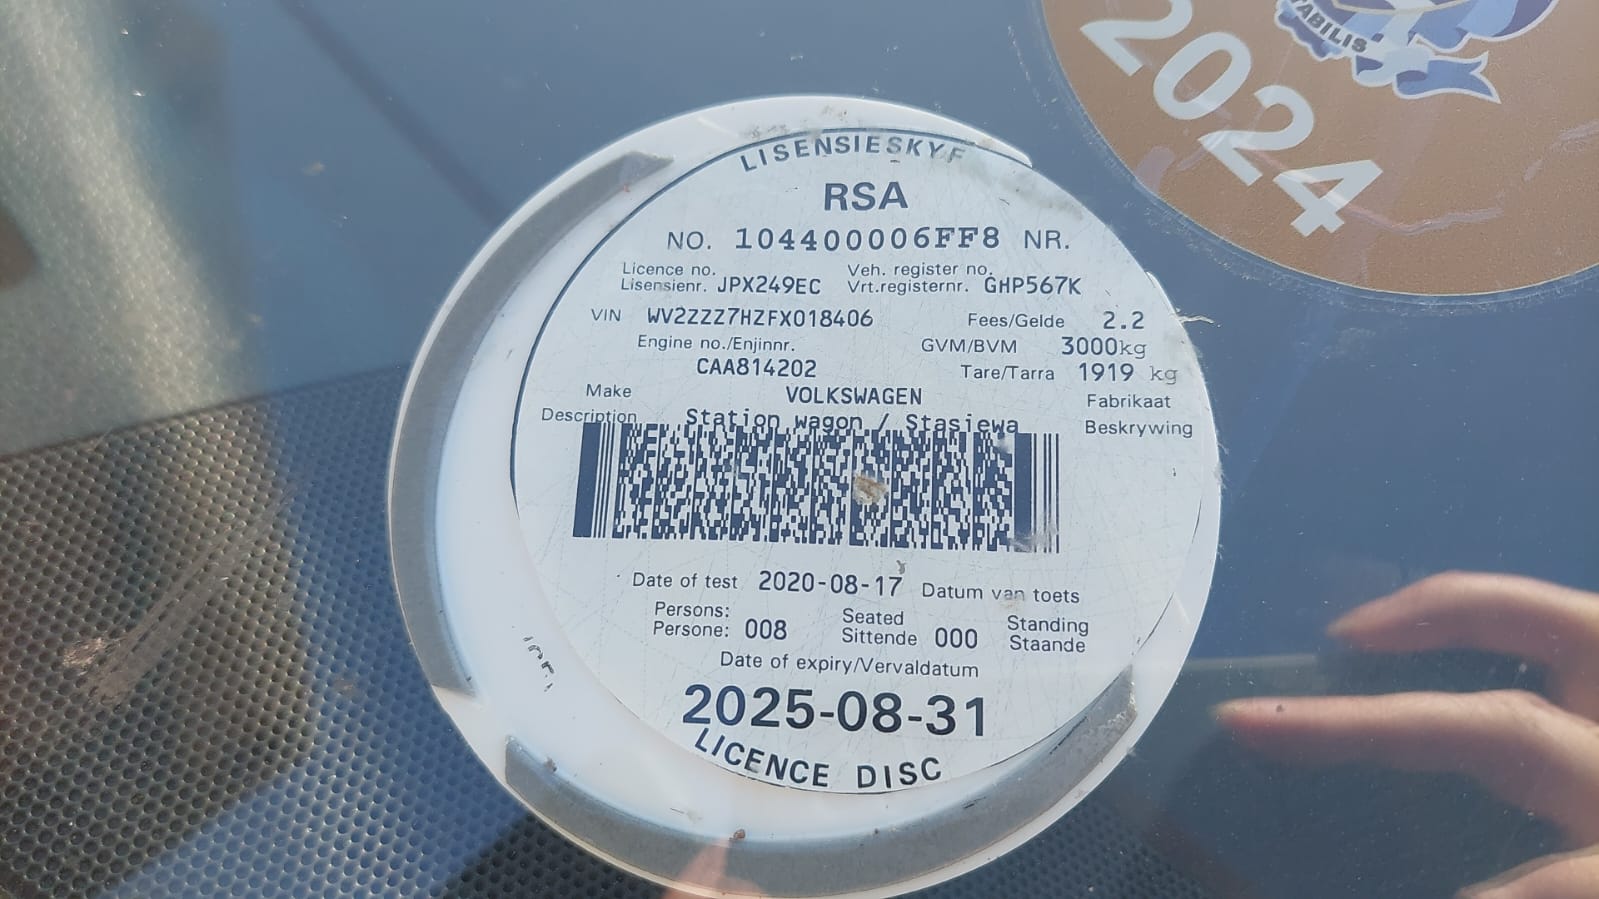 ABILIS
2024
LISENSIESKYF
RSA
NO. 104400006FF8 NR.
Licence no. Veh. register no.
Lisensienr. JPX249EC Vrt.registernr. GHP567K
VIN WV2ZZZ7HZFX018406 Fees/Gelde 2.2
Engine no./Enjinnr. GVM/BVM 3000kg
CAA814202 Tare/Tarra 1919 kg
Make VOLKSWAGEN Fabrikaat
Description Station wagon / Stasiewa Beskrywing
Date of test 2020-08-17 Datum van toets
Persons: Seated Standing
Persone: 008 Sittende 000 Staande
Date of expiry/Vervaldatum
2025-08-31
LICENCE DISC